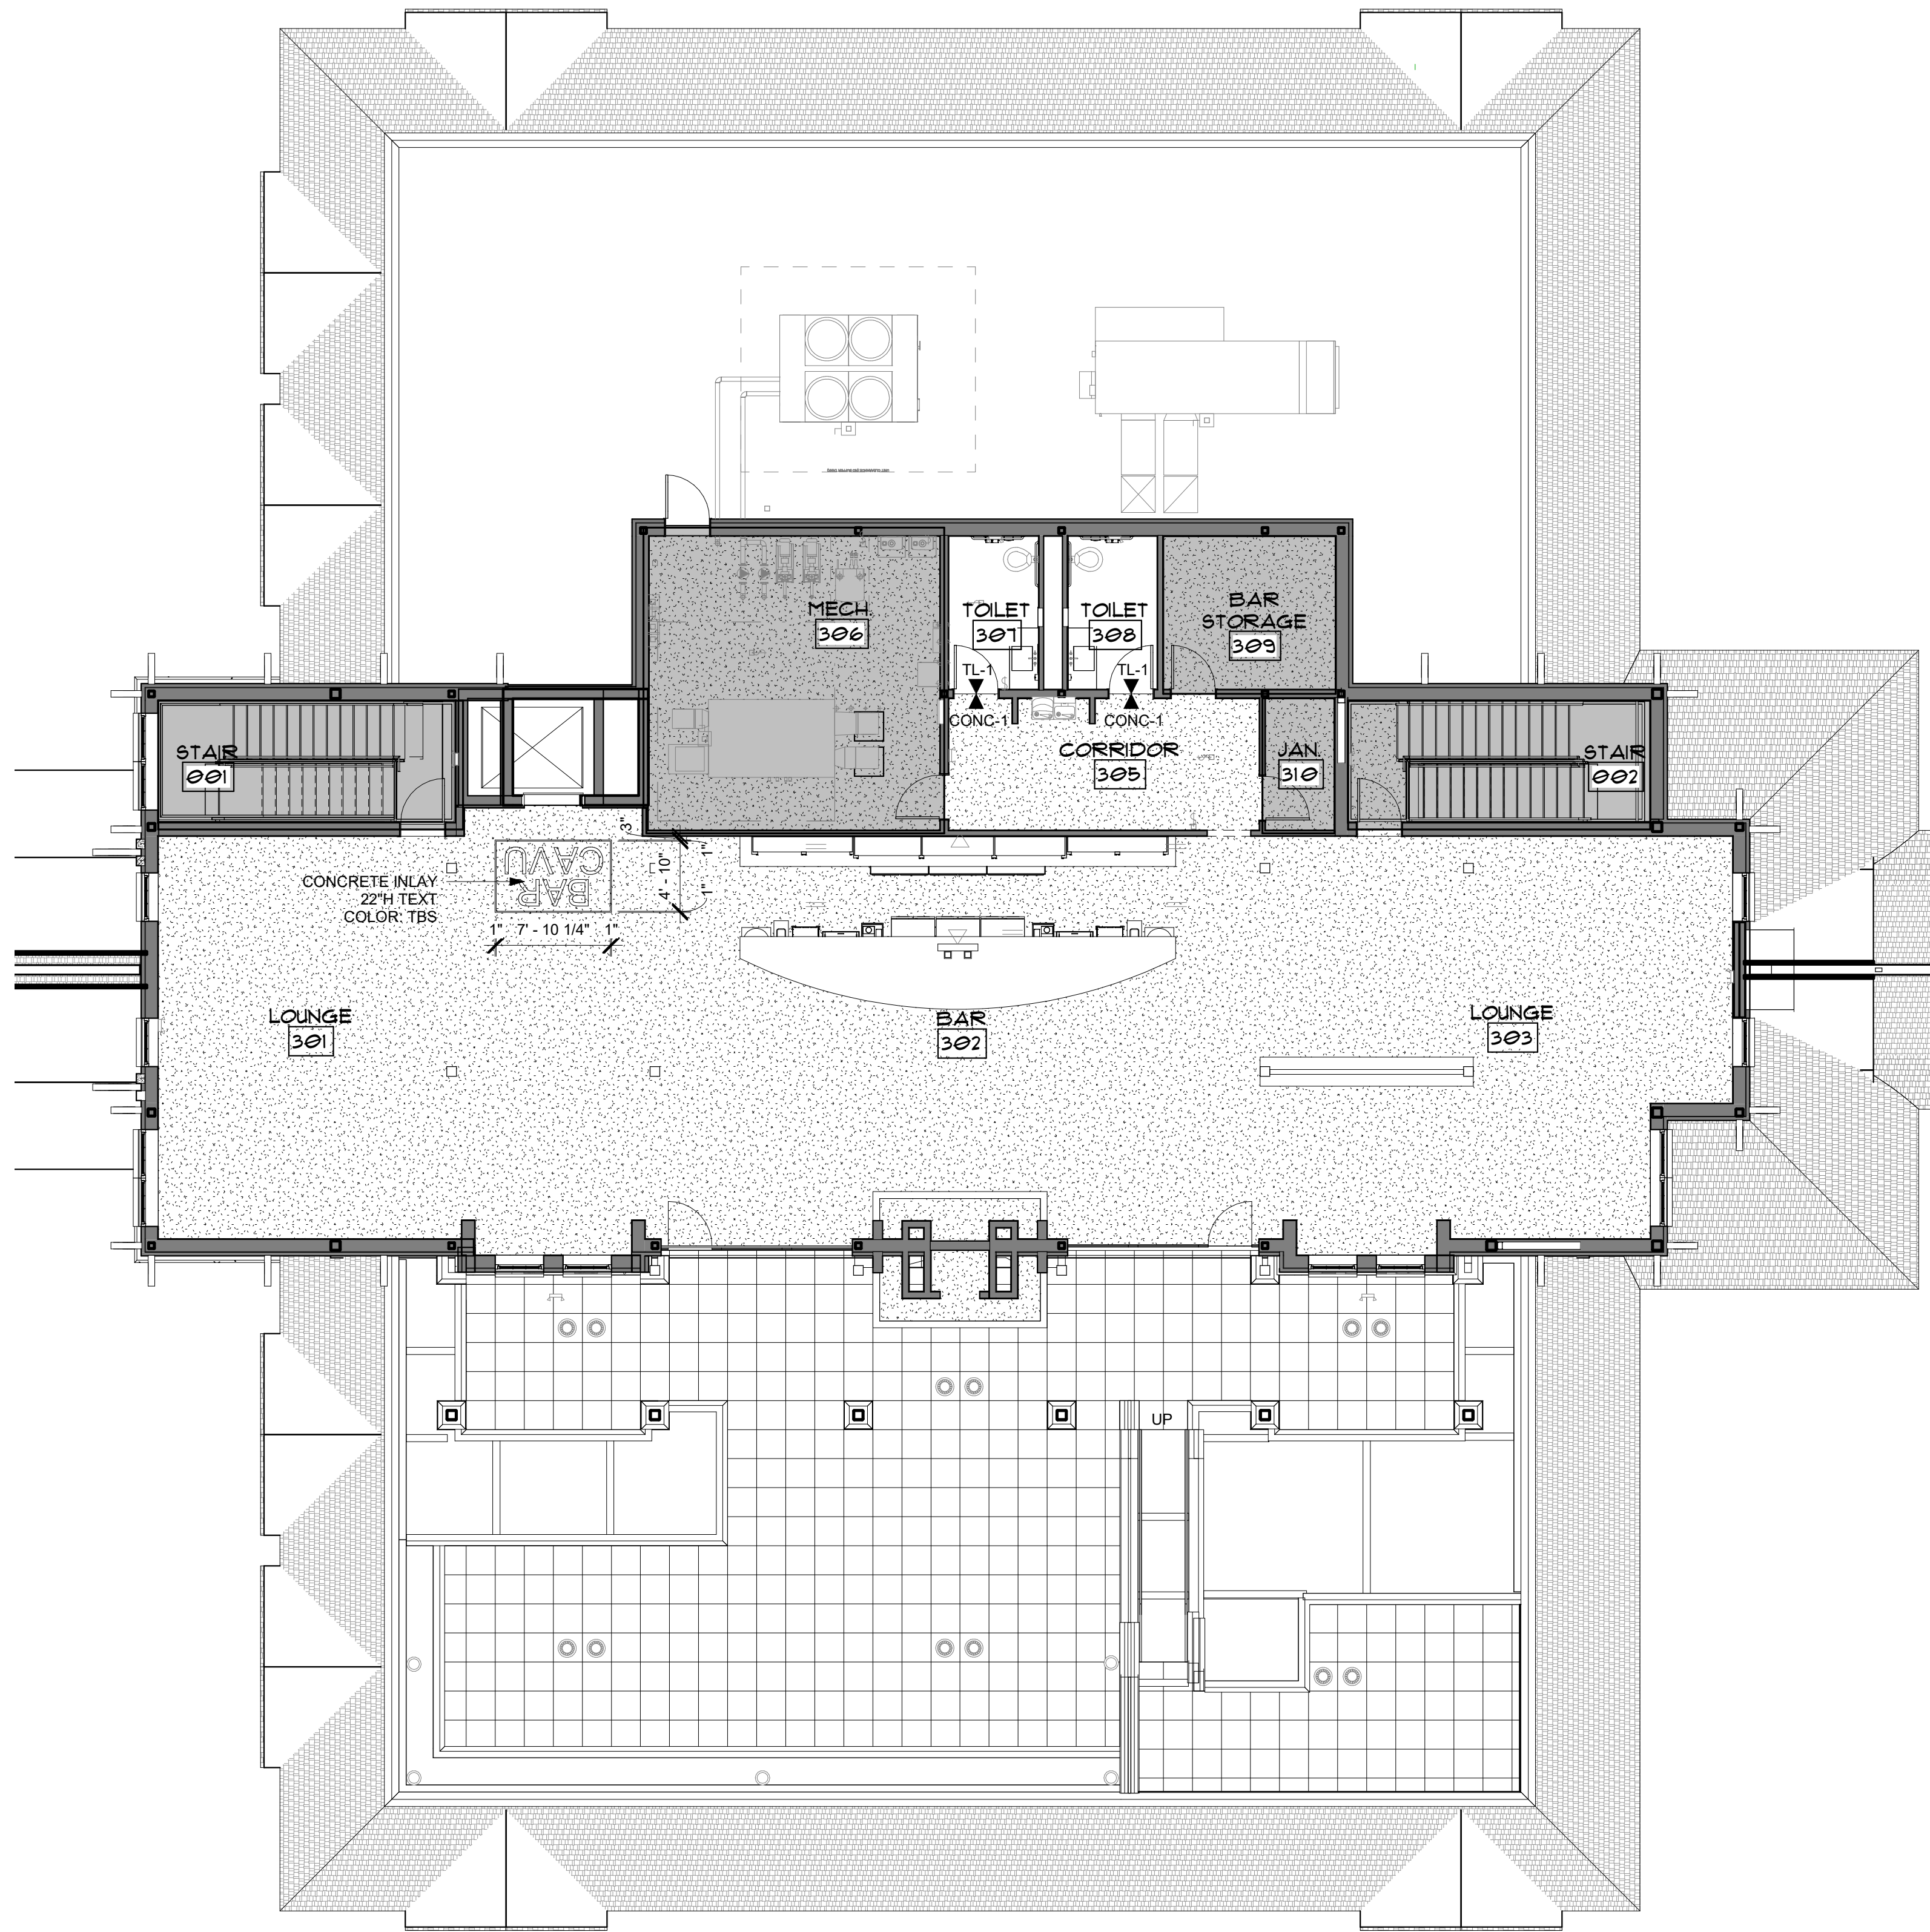 MECH.
306
TOILET
307
TOILET
308
BAR
STORAGE
309
TL-1
CONC-1
TL-1
CONC-1
STAIR
001
CORRIDOR
305
JAN.
310
STAIR
002
3"
1"
4' - 10"
1"
BAR
CAVU
CONCRETE INLAY
22"H TEXT
COLOR: TBS
1" 7' - 10 1/4" 1"
LOUNGE
301
BAR
302
LOUNGE
303
UP